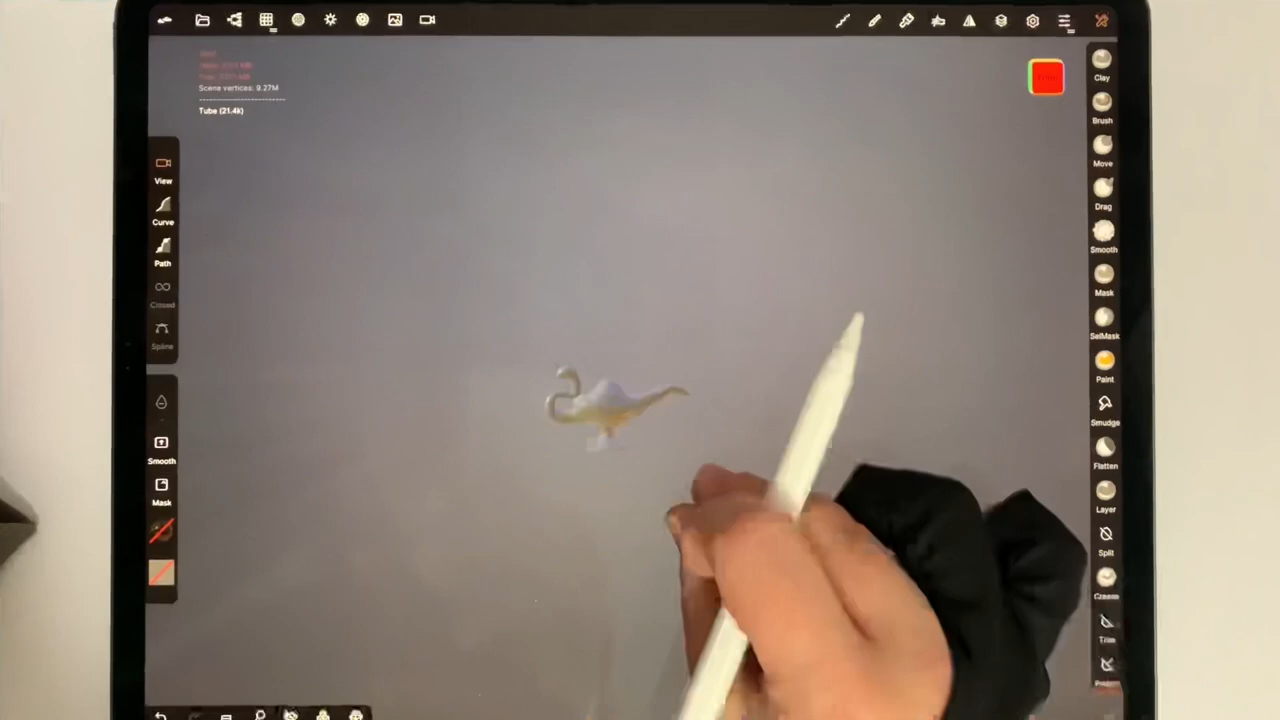 Scene vertices: 9.27M
Tube (21.4k)
View
Curve
Path
Closed
Spline
Smooth
Mask
Clay
Brush
Move
Drag
Smooth
Mask
SelMask
Paint
Smudge
Flatten
Layer
Split
Crease
Trim